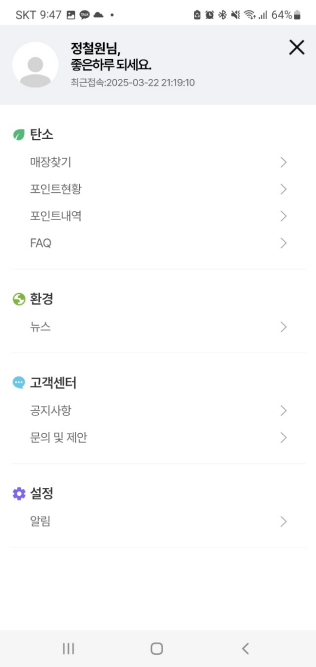 SKT 9:47
64%
정철원님,
좋은하루 되세요.
최근접속:2025-03-22 21:19:10
탄소
매장찾기
포인트현황
포인트내역
FAQ
환경
뉴스
고객센터
공지사항
문의 및 제안
설정
알림